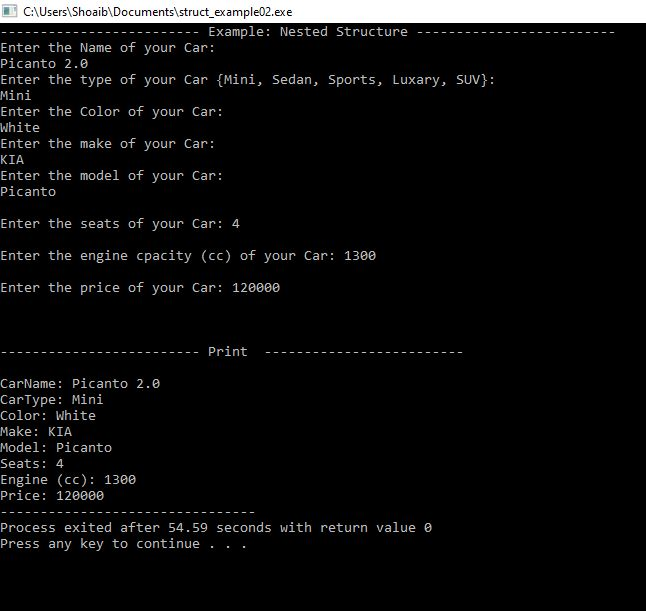 C:\Users\Shoaib\Documents\struct_example02.exe
------------------------- Example: Nested Structure -------------------------
Enter the Name of your Car:
Picanto 2.0
Enter the type of your Car {Mini, Sedan, Sports, Luxary, SUV}:
Mini
Enter the Color of your Car:
White
Enter the make of your Car:
KIA
Enter the model of your Car:
Picanto
Enter the seats of your Car: 4
Enter the engine cpacity (cc) of your Car: 1300
Enter the price of your Car: 120000
------------------------- Print  -------------------------
CarName: Picanto 2.0
CarType: Mini
Color: White
Make: KIA
Model: Picanto
Seats: 4
Engine (cc): 1300
Price: 120000
--------------------------------
Process exited after 54.59 seconds with return value 0
Press any key to continue . . .